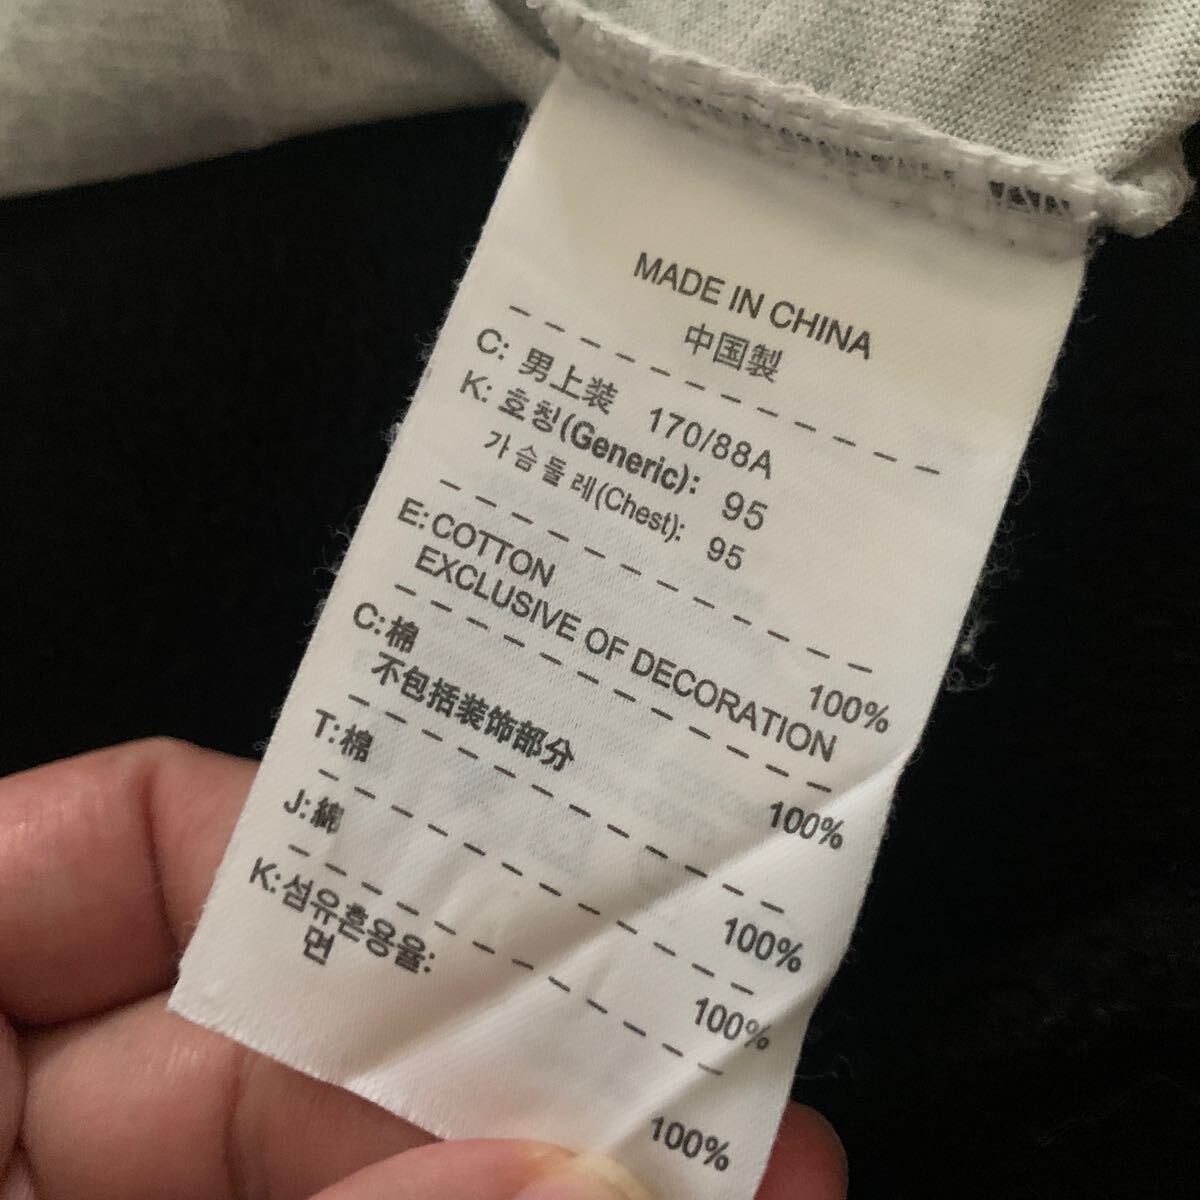 MADE IN CHINA
中国製
C: 男上装 170/88A
K: 호칭(Generic): 95
가슴둘레(Chest): 95
E: COTTON 100%
EXCLUSIVE OF DECORATION
C: 棉 100%
不包括装饰部分
T: 棉 100%
J: 綿 100%
K: 섬유혼용율:
면 100%